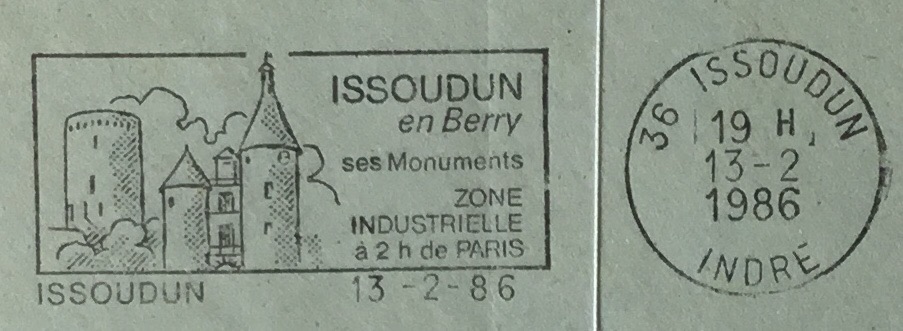 ISSOUDUN
en Berry
ses Monuments
ZONE
INDUSTRIELLE
à 2 h de PARIS
ISSOUDUN 13-2-86
36 ISSOUDUN
19 H
13-2
1986
INDRE